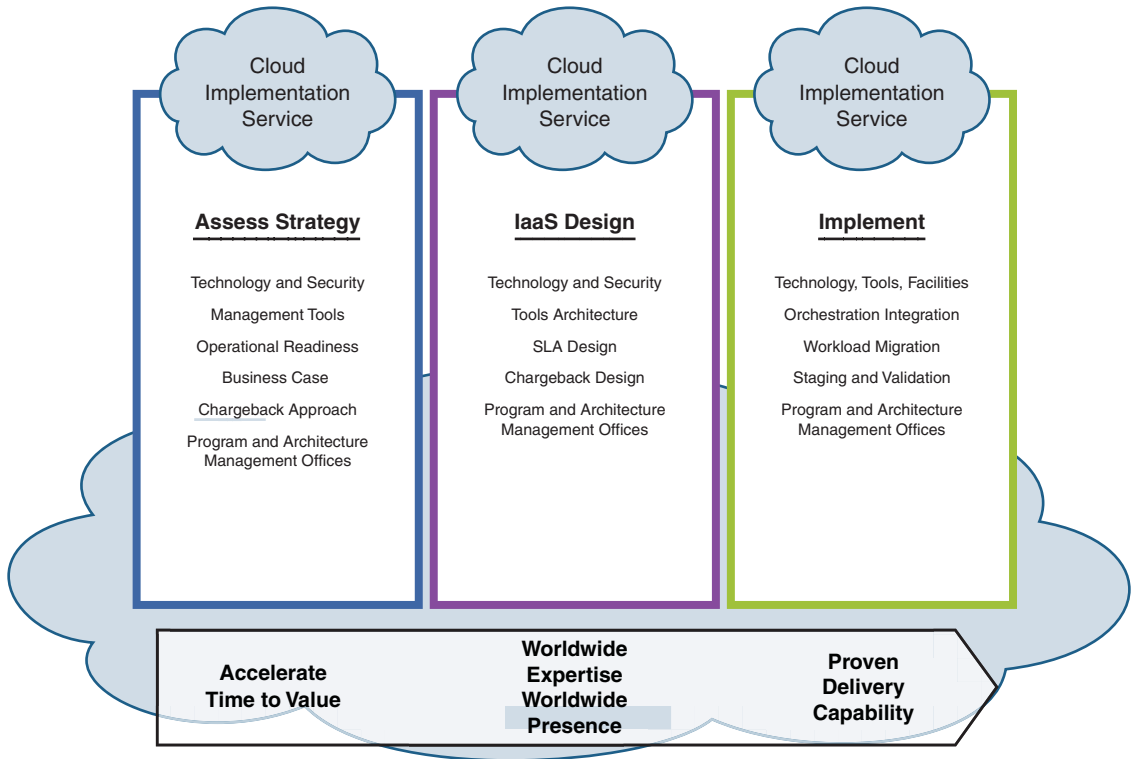 Cloud
Implementation
Service
Assess Strategy
Technology and Security
Management Tools
Operational Readiness
Business Case
Chargeback Approach
Program and Architecture
Management Offices
Cloud
Implementation
Service
IaaS Design
Technology and Security
Tools Architecture
SLA Design
Chargeback Design
Program and Architecture
Management Offices
Cloud
Implementation
Service
Implement
Technology, Tools, Facilities
Orchestration Integration
Workload Migration
Staging and Validation
Program and Architecture
Management Offices
Accelerate
Time to Value
Worldwide
Expertise
Worldwide
Presence
Proven
Delivery
Capability